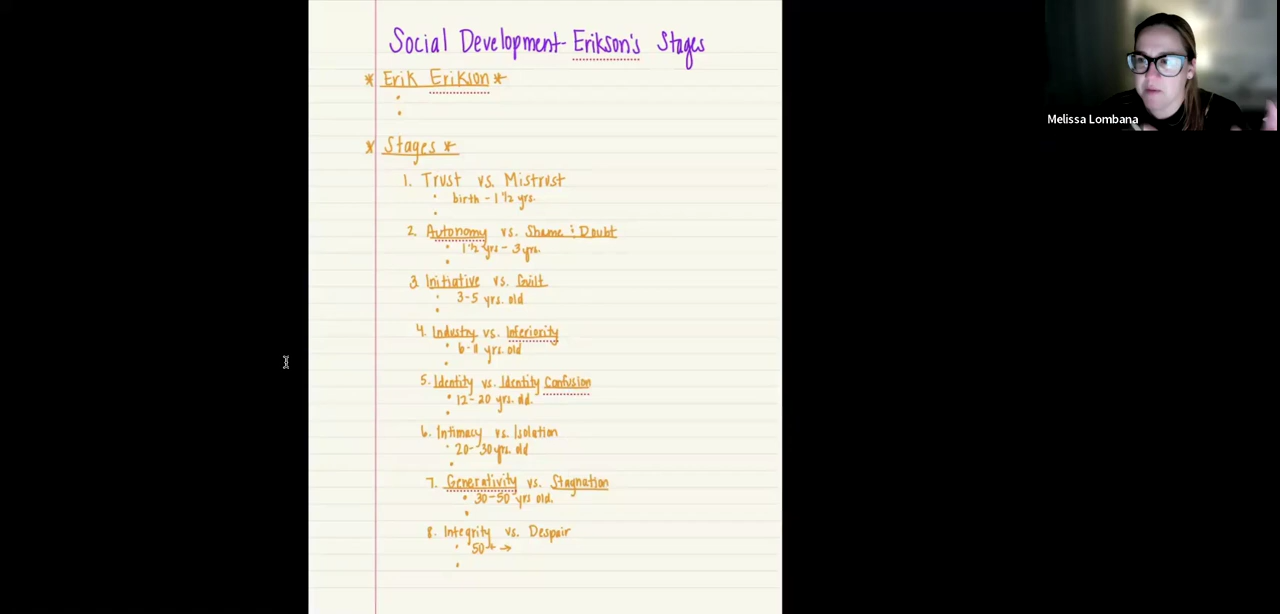 Social Development - Erikson's Stages
* Erik Erikson *
•
•
* Stages *
1. Trust vs. Mistrust
• birth - 1 1/2 yrs.
•
2. Autonomy vs. Shame & Doubt
• 1 1/2 yrs - 3 yrs.
•
3. Initiative vs. Guilt
• 3-5 yrs. old
•
4. Industry vs. Inferiority
• 6-11 yrs. old
•
5. Identity vs. Identity Confusion
• 12-20 yrs. old.
•
6. Intimacy vs. Isolation
• 20-30 yrs. old
•
7. Generativity vs. Stagnation
• 30-50 yrs old.
•
8. Integrity vs. Despair
• 50+ →
•
Melissa Lombana